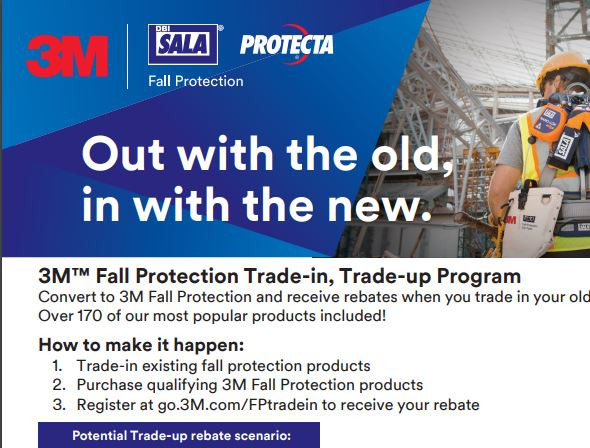 3M
DBI
SALA®
PROTECTA®
Fall Protection
Out with the old,
in with the new.
SALA
3M
3M™ Fall Protection Trade-in, Trade-up Program
Convert to 3M Fall Protection and receive rebates when you trade in your old
Over 170 of our most popular products included!
How to make it happen:
1. Trade-in existing fall protection products
2. Purchase qualifying 3M Fall Protection products
3. Register at go.3M.com/FPtradein to receive your rebate
Potential Trade-up rebate scenario: